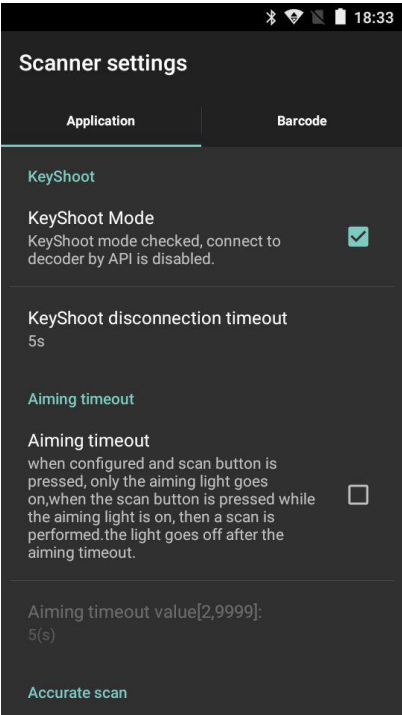 18:33
Scanner settings
Application Barcode
KeyShoot
KeyShoot Mode
KeyShoot mode checked, connect to
decoder by API is disabled.
KeyShoot disconnection timeout
5s
Aiming timeout
Aiming timeout
when configured and scan button is
pressed, only the aiming light goes
on,when the scan button is pressed while
the aiming light is on, then a scan is
performed.the light goes off after the
aiming timeout.
Aiming timeout value[2,9999]:
5(s)
Accurate scan